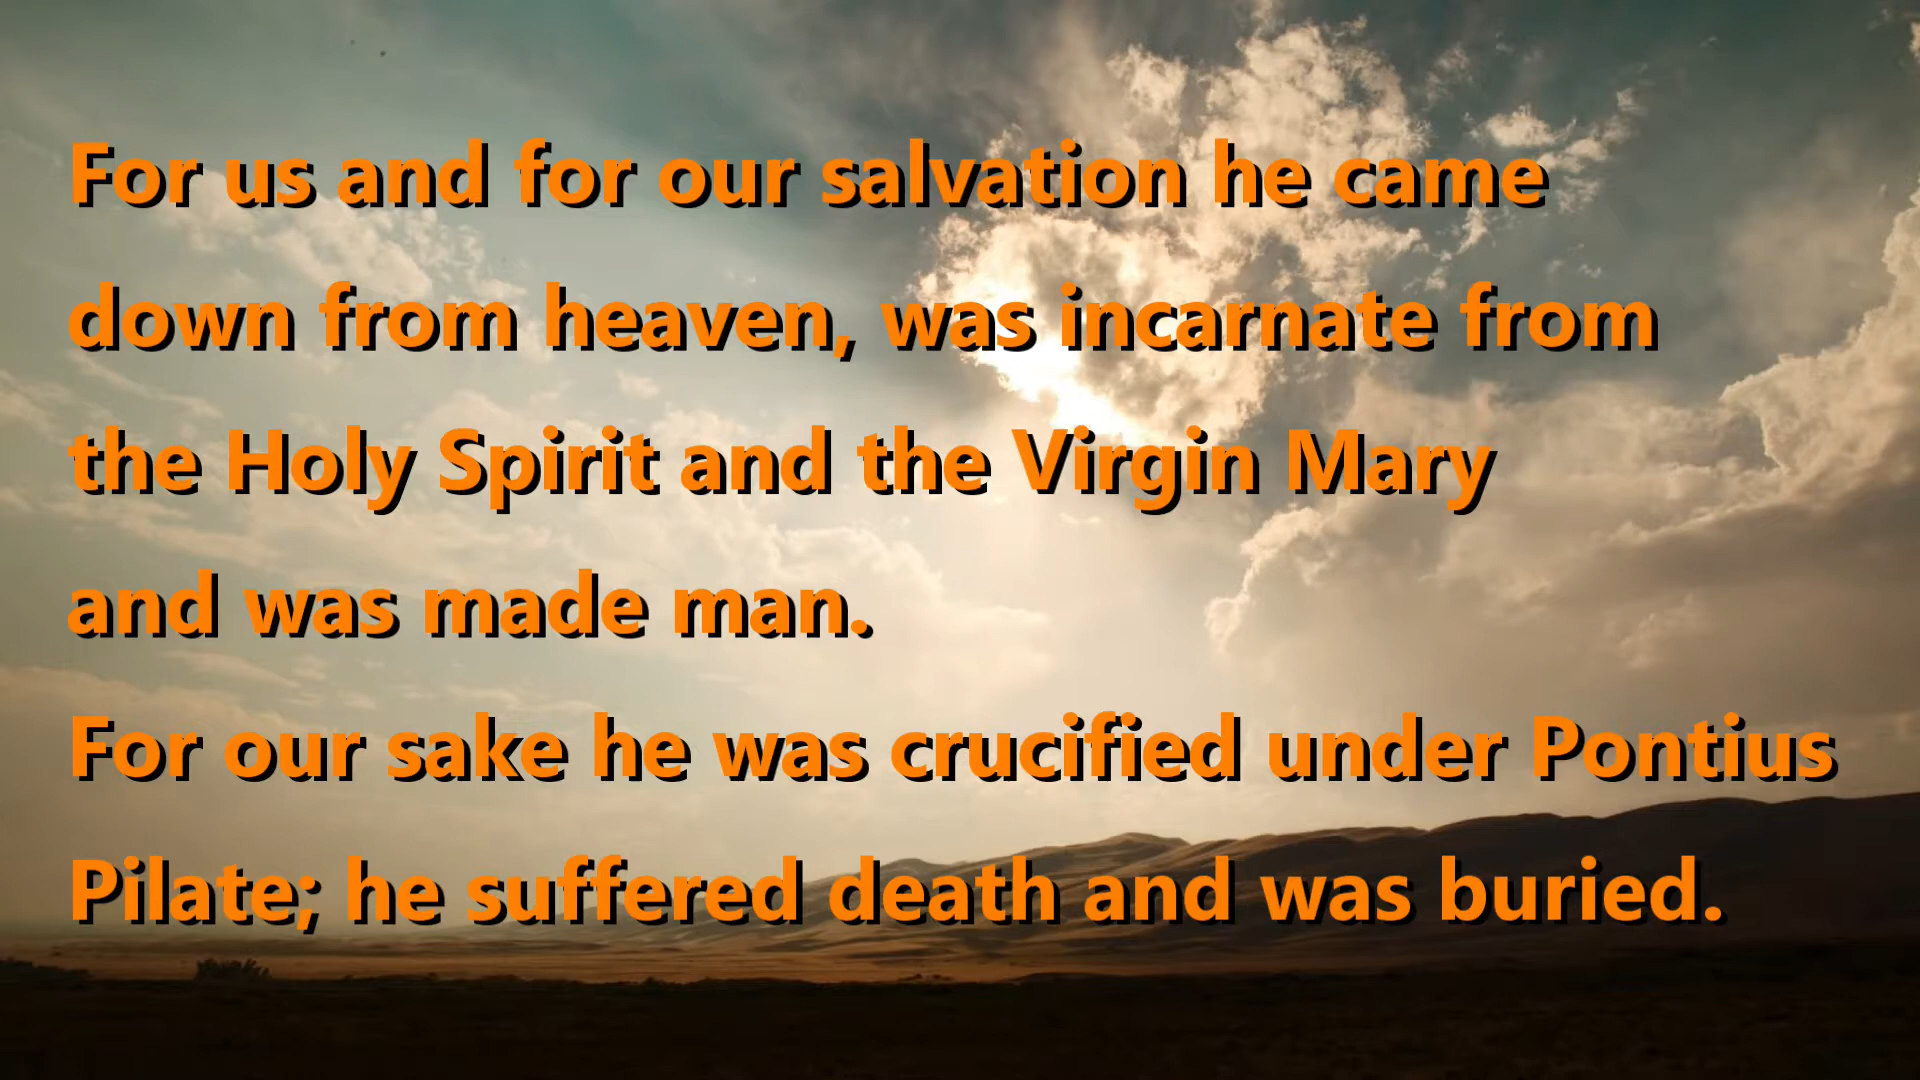 For us and for our salvation he came
down from heaven, was incarnate from
the Holy Spirit and the Virgin Mary
and was made man.
For our sake he was crucified under Pontius
Pilate; he suffered death and was buried.